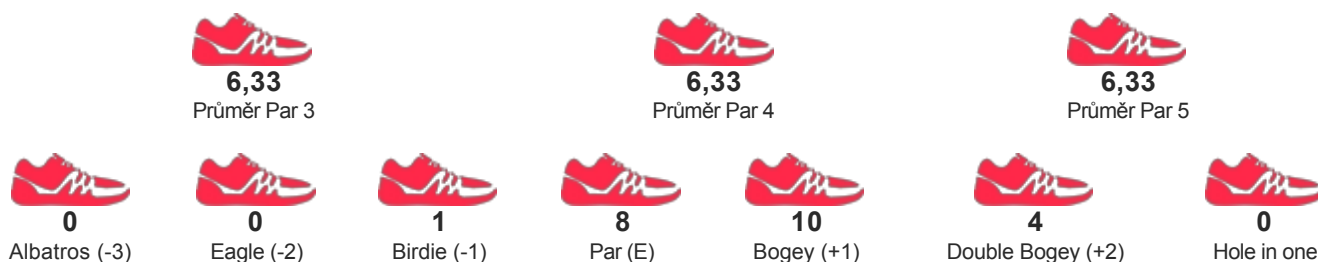 6,33 6,33 6,33
Průměr Par 3 Průměr Par 4 Průměr Par 5
0 0 1 8 10 4 0
Albatros (-3) Eagle (-2) Birdie (-1) Par (E) Bogey (+1) Double Bogey (+2) Hole in one